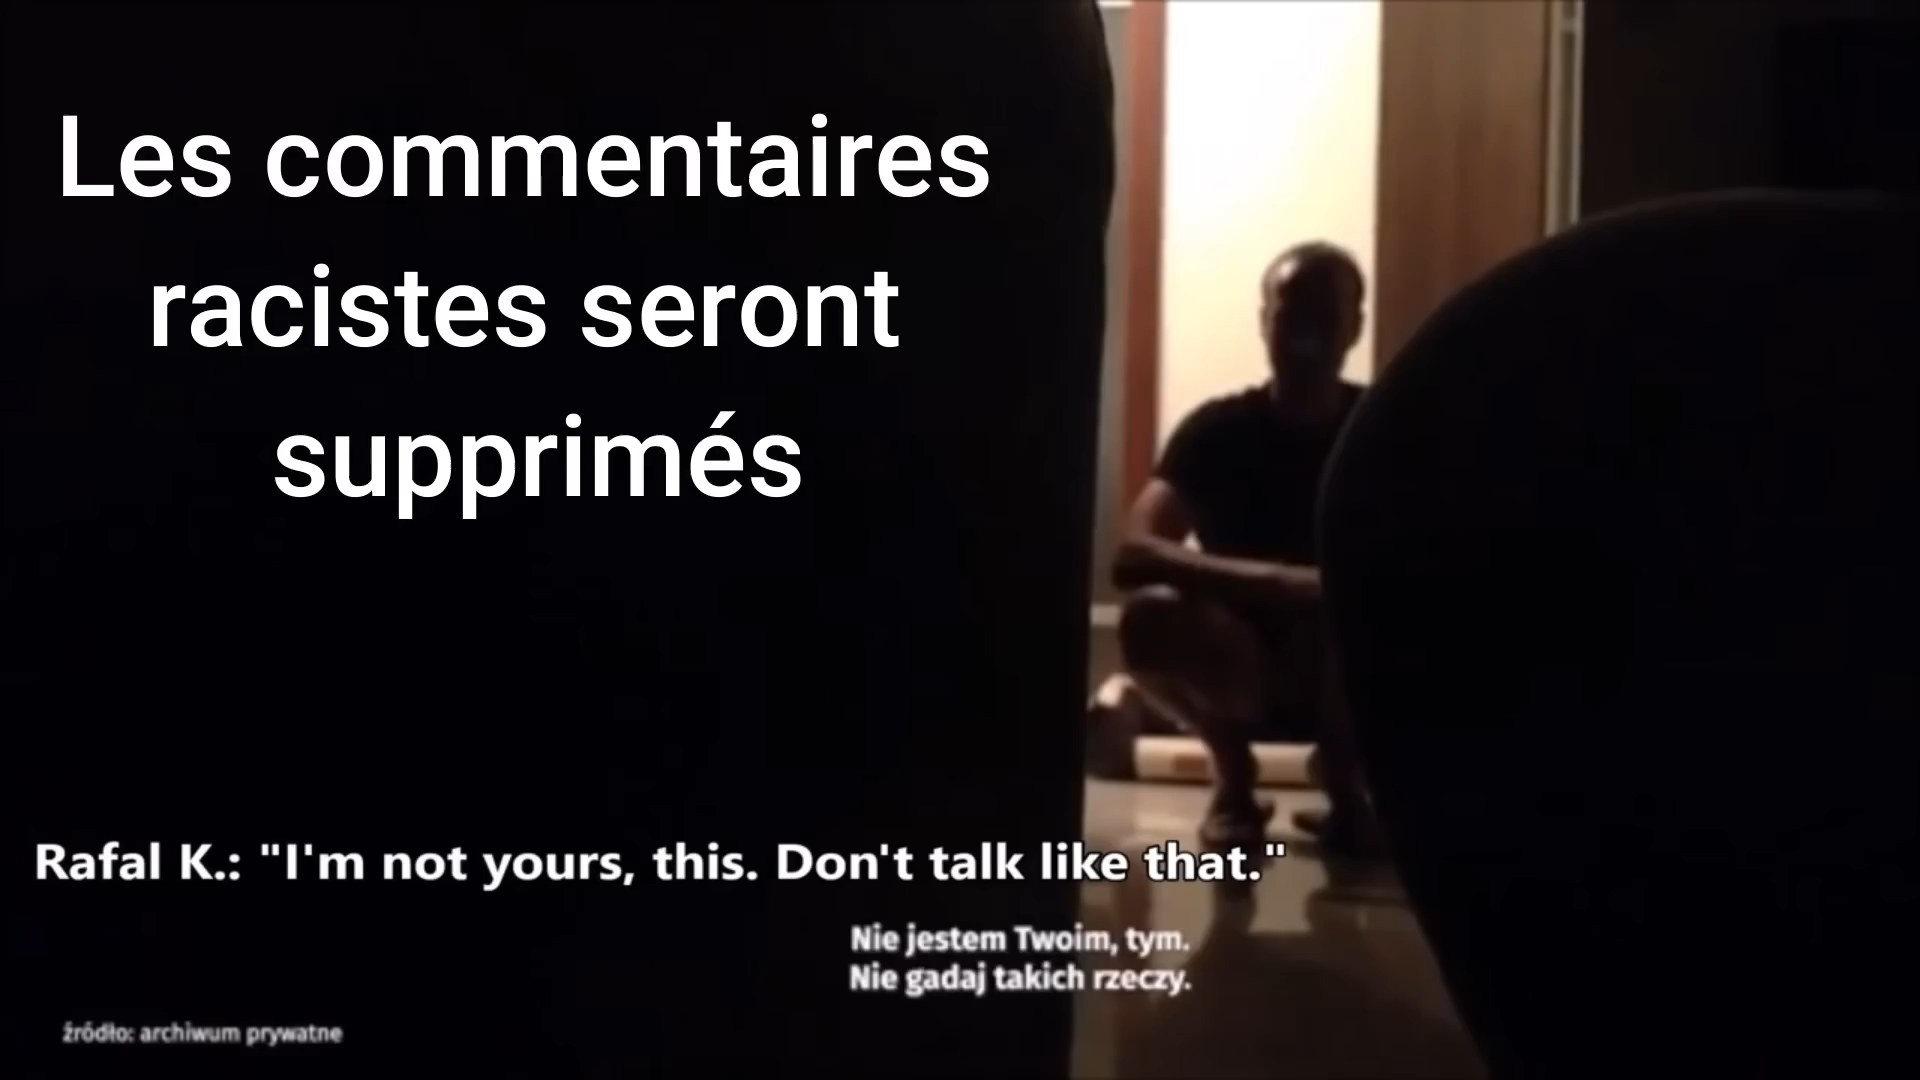 Les commentaires
racistes seront
supprimés
Rafal K.: "I'm not yours, this. Don't talk like that."
Nie jestem Twoim, tym.
Nie gadaj takich rzeczy.
źródło: archiwum prywatne